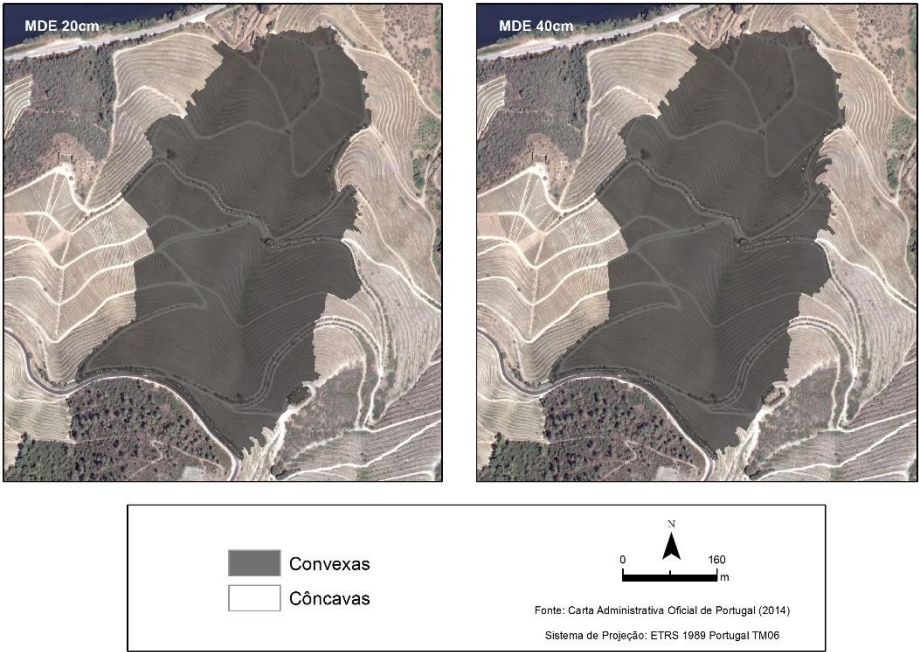 MDE 20cm
MDE 40cm
Convexas
Côncavas
N
0 160
m
Fonte: Carta Administrativa Oficial de Portugal (2014)
Sistema de Projeção: ETRS 1989 Portugal TM06